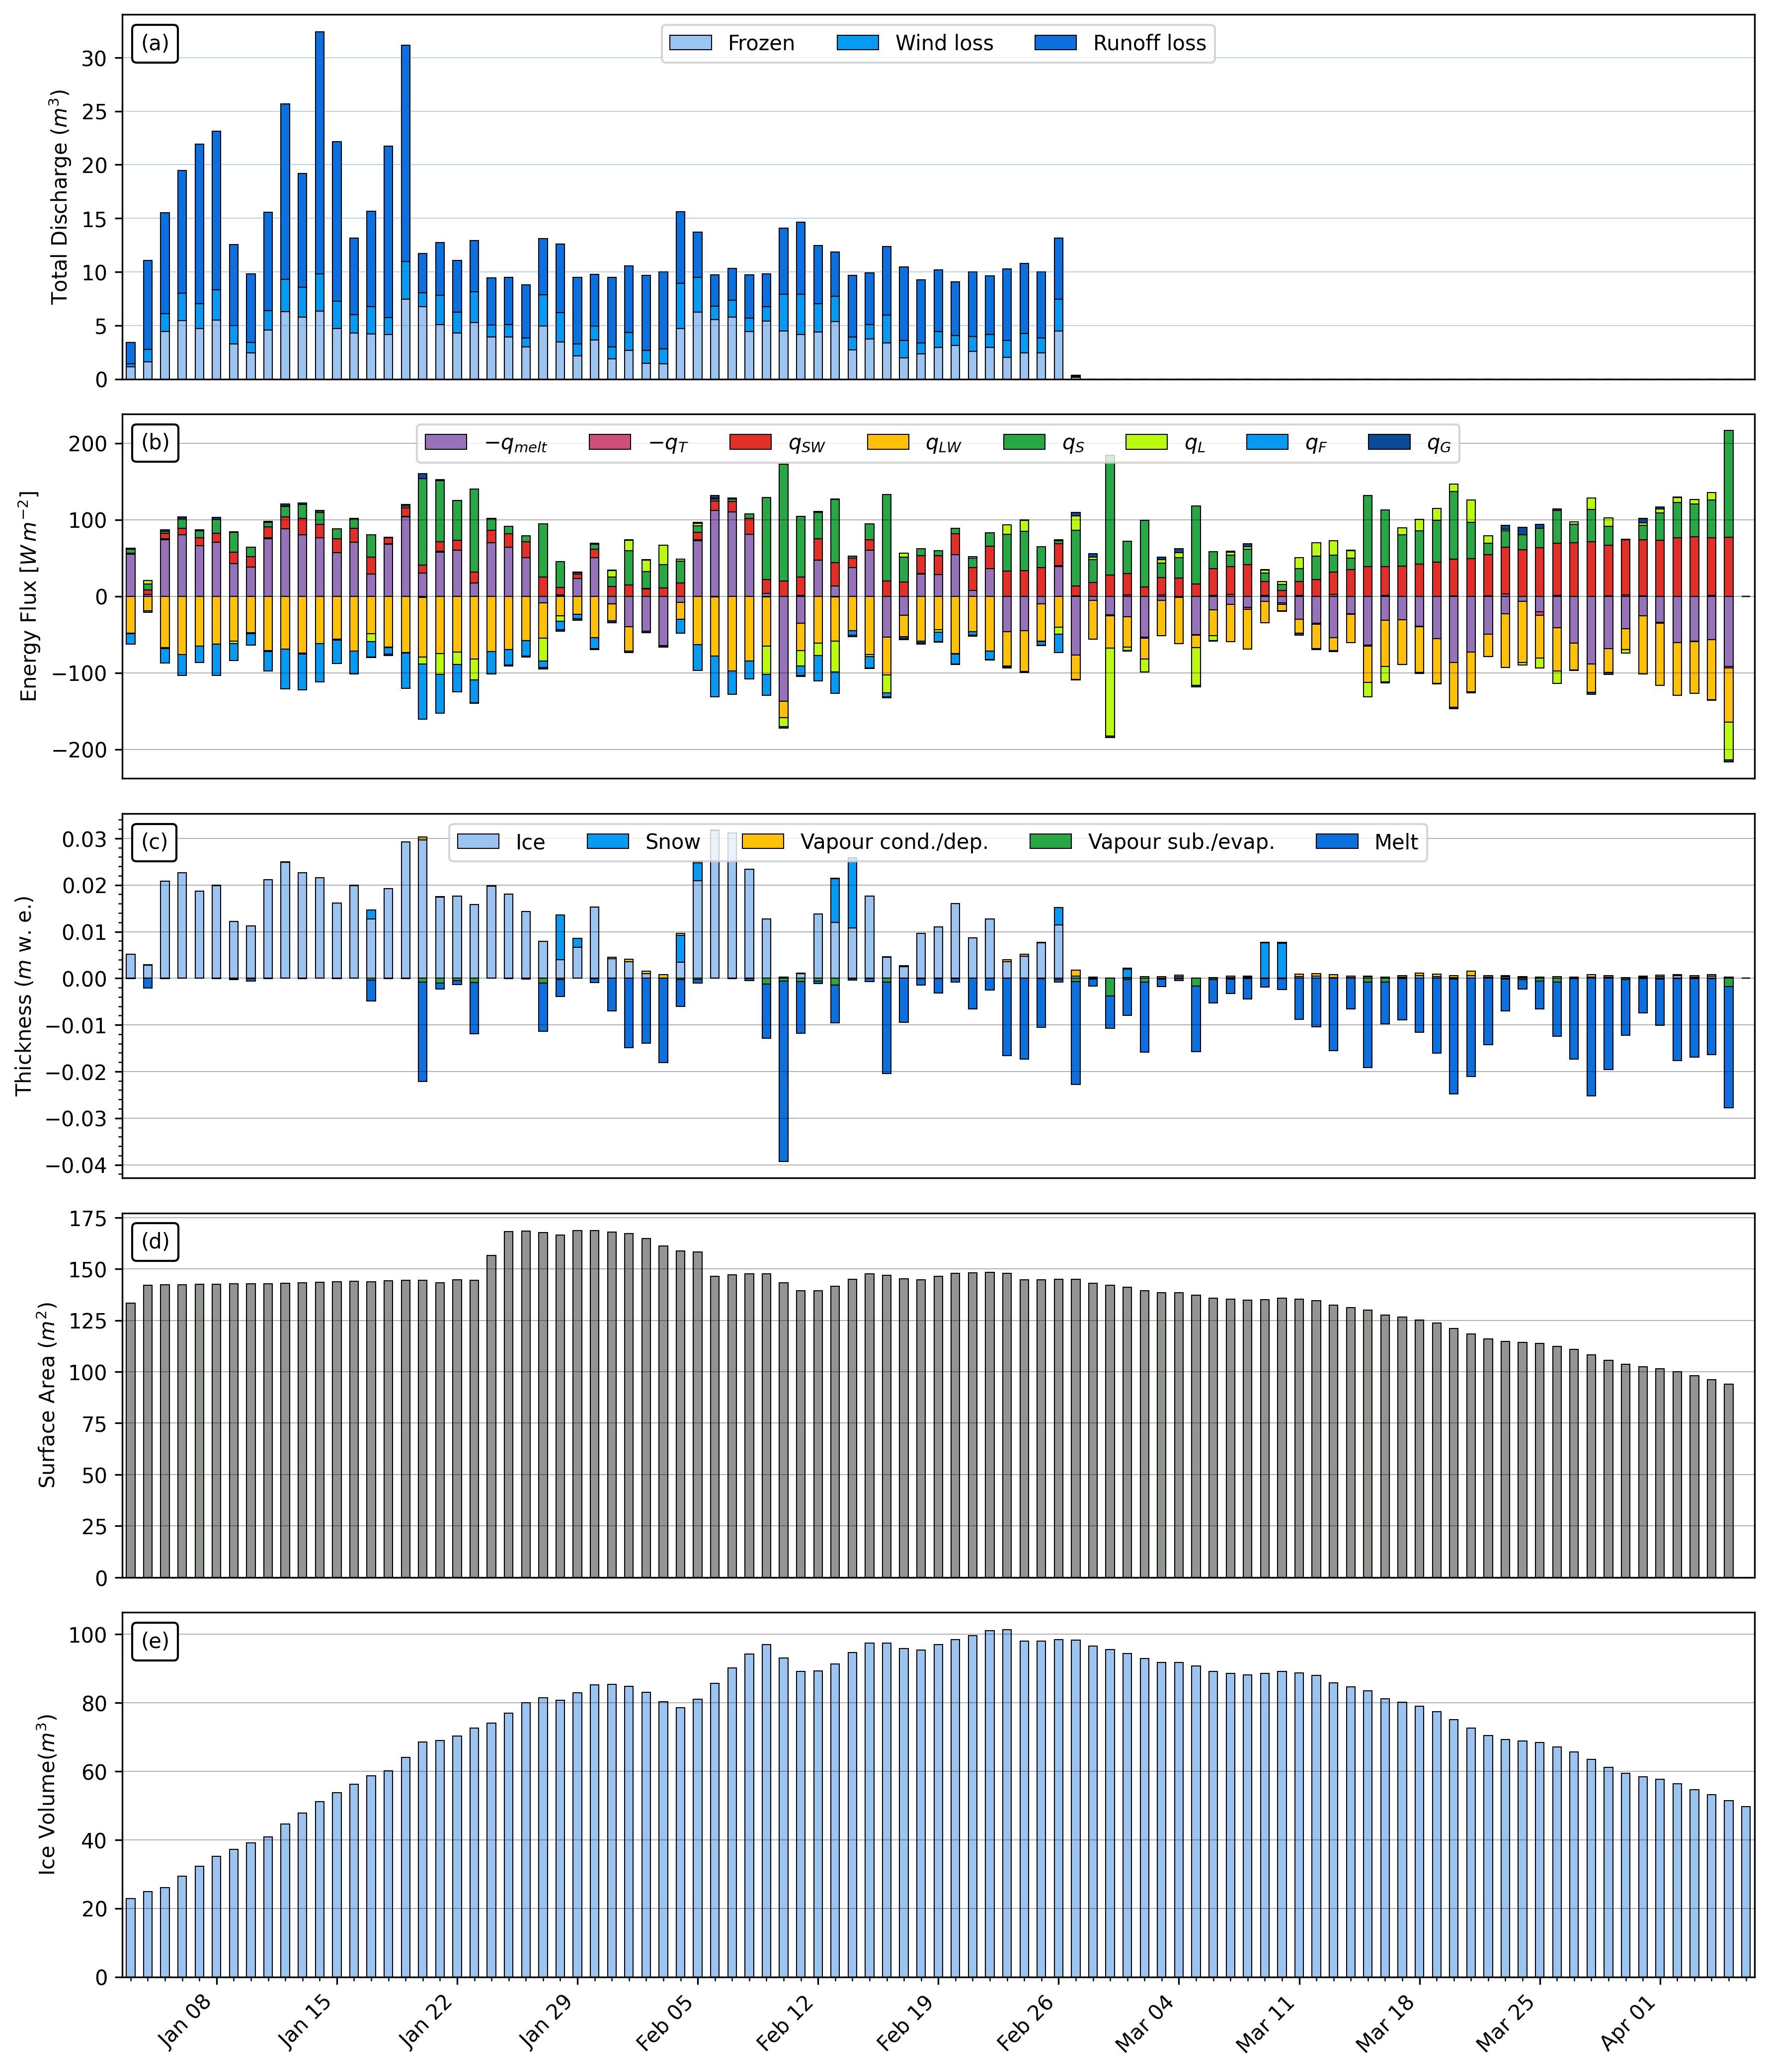 (a)
Frozen Wind loss Runoff loss
Total Discharge (m³)
30
25
20
15
10
5
0
(b)
−q_melt −q_T q_SW q_LW q_S q_L q_F q_G
Energy Flux [W m⁻²]
200
100
0
−100
−200
(c)
Ice Snow Vapour cond./dep. Vapour sub./evap. Melt
Thickness (m w. e.)
0.03
0.02
0.01
0.00
−0.01
−0.02
−0.03
−0.04
(d)
Surface Area (m²)
175
150
125
100
75
50
25
0
(e)
Ice Volume(m³)
100
80
60
40
20
0
Jan 08 Jan 15 Jan 22 Jan 29 Feb 05 Feb 12 Feb 19 Feb 26 Mar 04 Mar 11 Mar 18 Mar 25 Apr 01